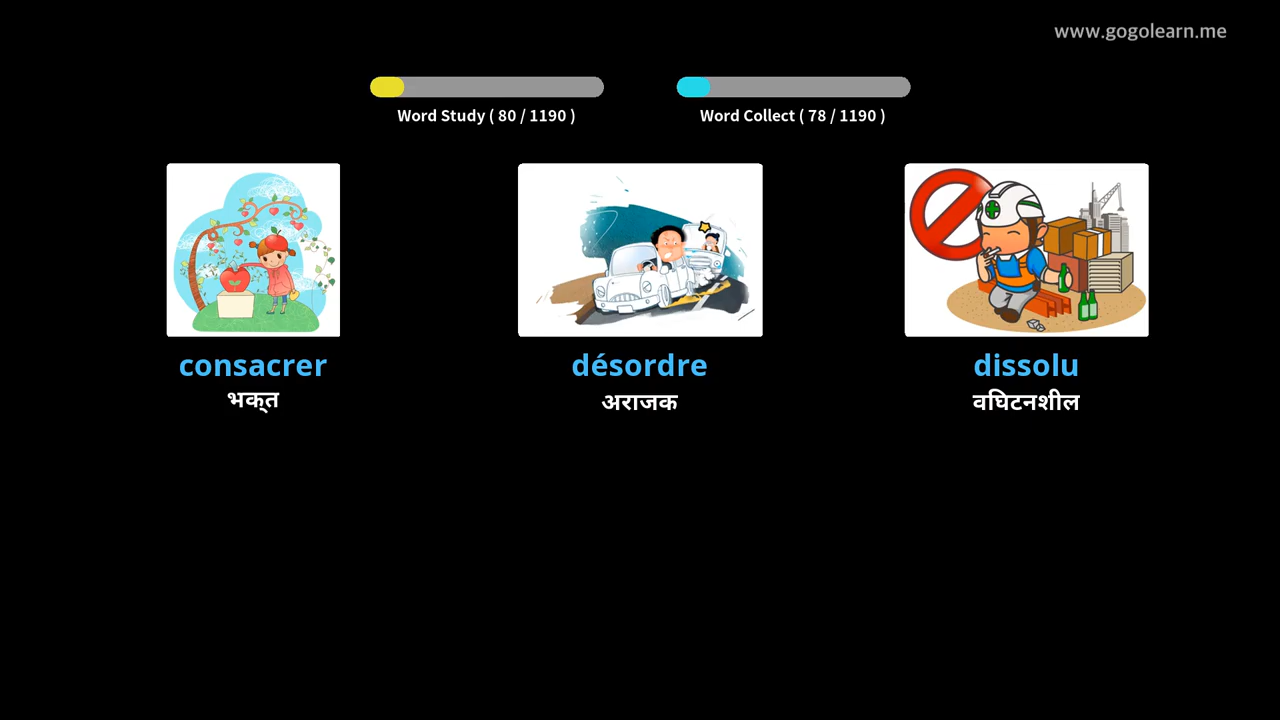 www.gogolearn.me
Word Study ( 80 / 1190 )
Word Collect ( 78 / 1190 )
consacrer
भक्त
désordre
अराजक
dissolu
वघिटनशील